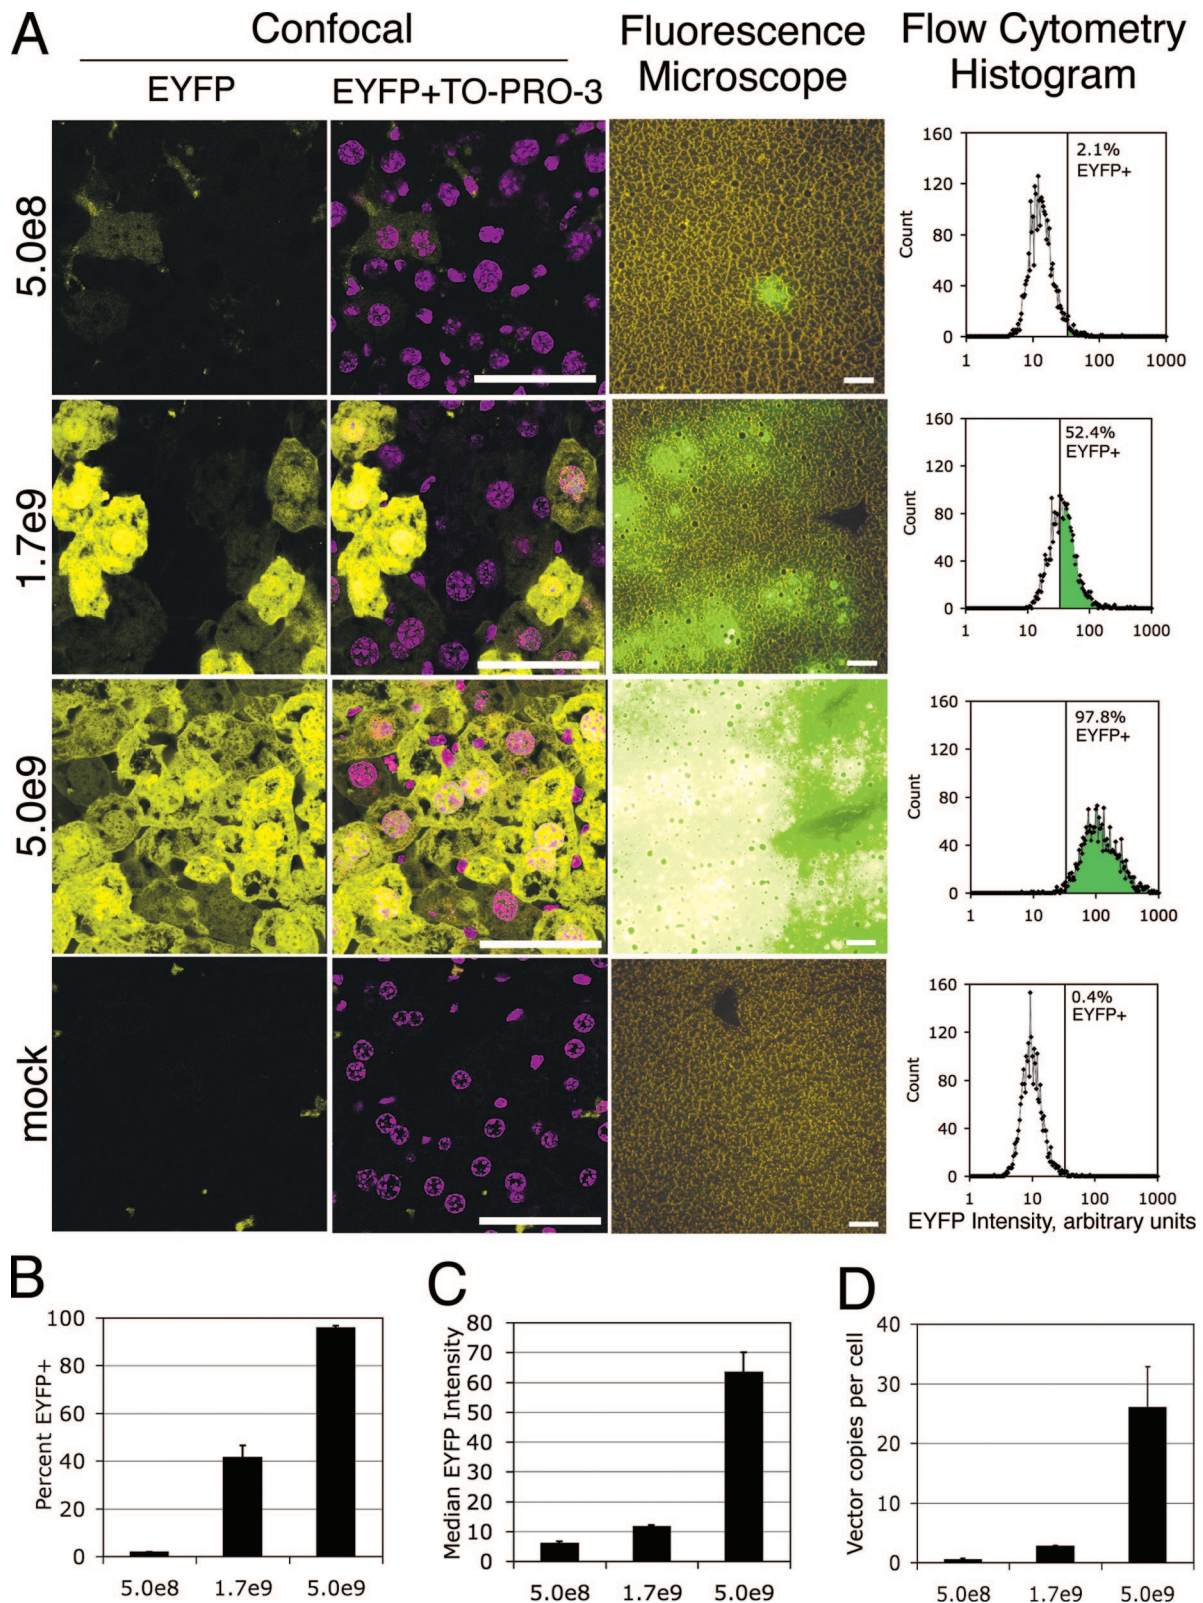 A
Confocal
Fluorescence
Microscope
Flow Cytometry
Histogram
EYFP
EYFP+TO-PRO-3
5.0e8
160
120
80
40
0
Count
2.1%
EYFP+
1
10
100
1000
1.7e9
160
120
80
40
0
Count
52.4%
EYFP+
1
10
100
1000
5.0e9
160
120
80
40
0
Count
97.8%
EYFP+
1
10
100
1000
mock
160
120
80
40
0
Count
0.4%
EYFP+
1
10
100
1000
EYFP Intensity, arbitrary units
B
Percent EYFP+
100
80
60
40
20
0
5.0e8
1.7e9
5.0e9
C
Median EYFP Intensity
80
70
60
50
40
30
20
10
0
5.0e8
1.7e9
5.0e9
D
Vector copies per cell
40
30
20
10
0
5.0e8
1.7e9
5.0e9